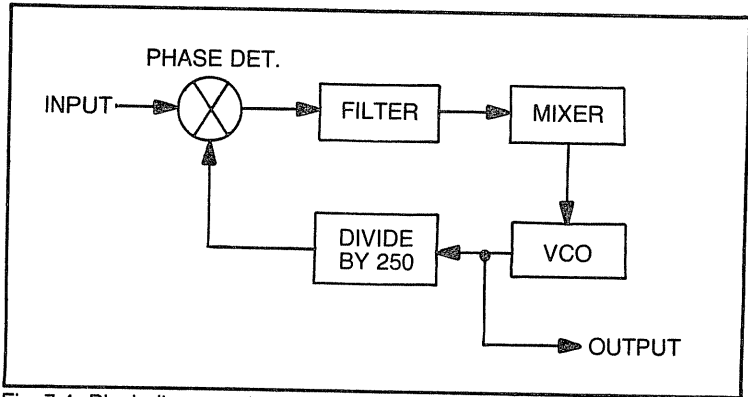 PHASE DET.
INPUT
FILTER
MIXER
DIVIDE
BY 250
VCO
OUTPUT